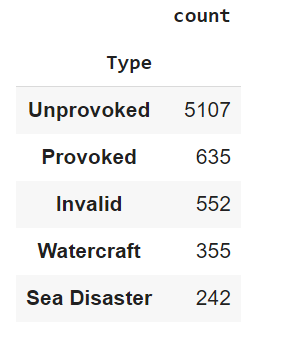 count
Type
Unprovoked 5107
Provoked 635
Invalid 552
Watercraft 355
Sea Disaster 242